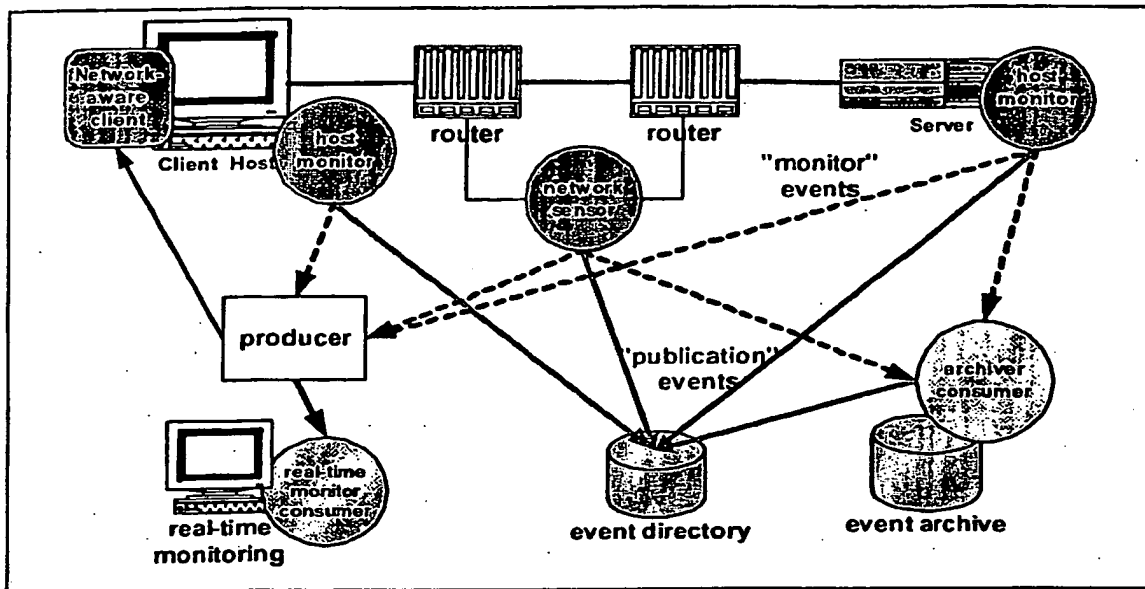 Network-
aware
client
Client Host
host
monitor
router
router
Server
host
monitor
network
sensor
"monitor"
events
producer
"publication"
events
archiver
consumer
real-time
monitor
consumer
real-time
monitoring
event directory
event archive